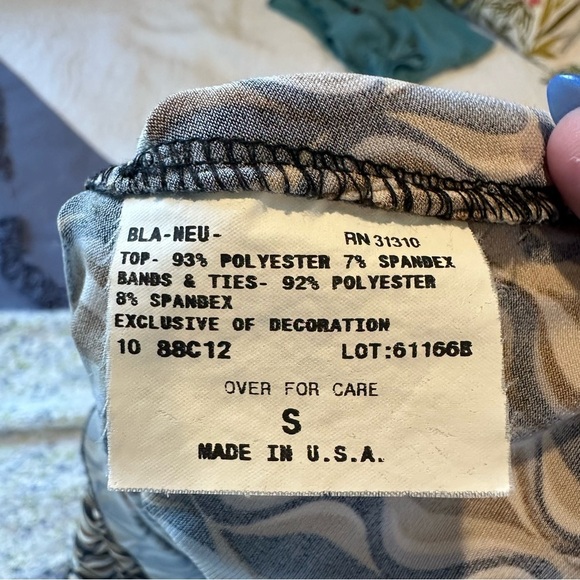 BLA-NEU- RN 31310
TOP- 93% POLYESTER 7% SPANDEX
BANDS & TIES- 92% POLYESTER
8% SPANDEX
EXCLUSIVE OF DECORATION
10 88C12 LOT:61166B
OVER FOR CARE
S
MADE IN U.S.A.